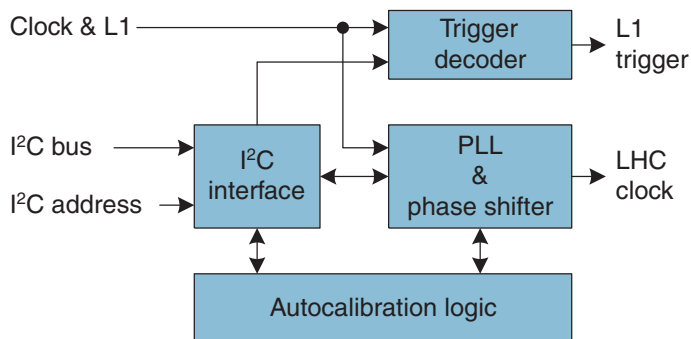 Clock & L1
Trigger
decoder
L1
trigger
I²C bus
I²C address
I²C
interface
PLL
&
phase shifter
LHC
clock
Autocalibration logic